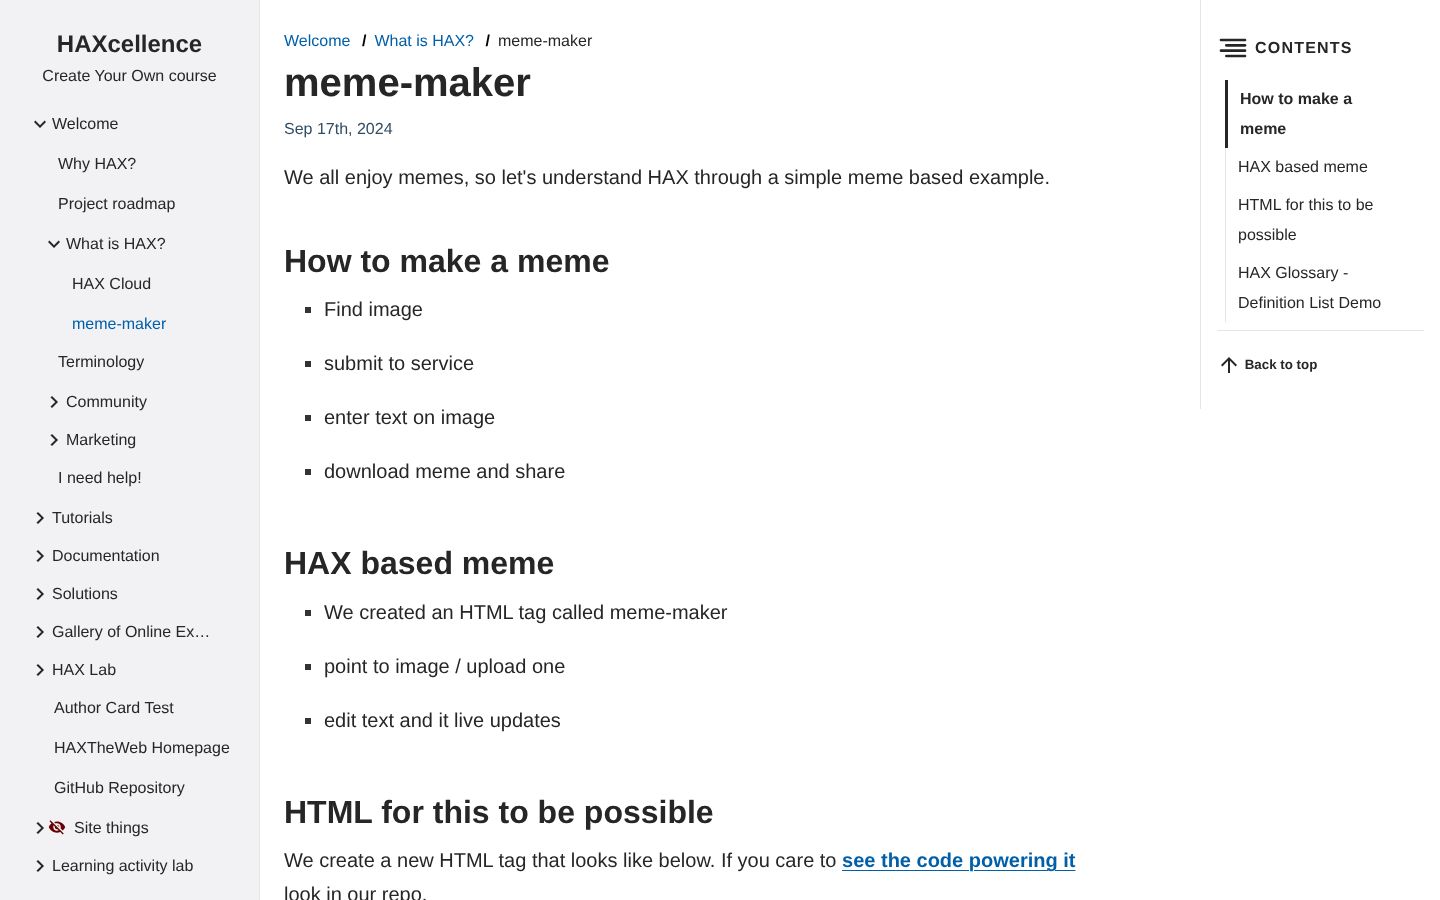 HAXcellence
Create Your Own course
Welcome
Why HAX?
Project roadmap
What is HAX?
HAX Cloud
meme-maker
Terminology
Community
Marketing
I need help!
Tutorials
Documentation
Solutions
Gallery of Online Ex...
HAX Lab
Author Card Test
HAXTheWeb Homepage
GitHub Repository
Site things
Learning activity lab
Welcome / What is HAX? / meme-maker
meme-maker
Sep 17th, 2024
We all enjoy memes, so let's understand HAX through a simple meme based example.
How to make a meme
Find image
submit to service
enter text on image
download meme and share
HAX based meme
We created an HTML tag called meme-maker
point to image / upload one
edit text and it live updates
HTML for this to be possible
We create a new HTML tag that looks like below. If you care to see the code powering it
look in our repo.
CONTENTS
How to make a
meme
HAX based meme
HTML for this to be
possible
HAX Glossary -
Definition List Demo
Back to top